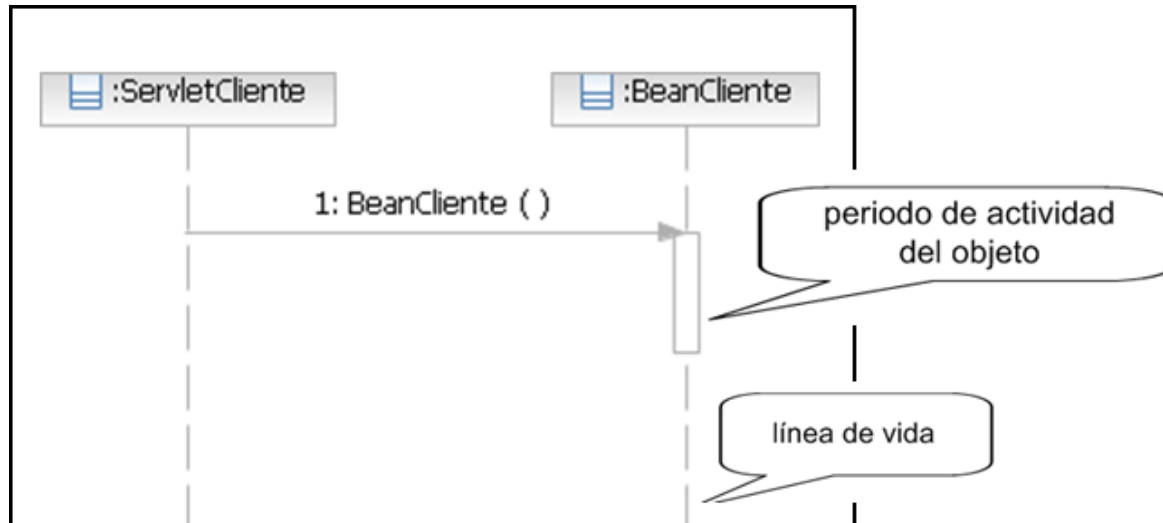 :ServletCliente
:BeanCliente
1: BeanCliente ( )
periodo de actividad
del objeto
línea de vida